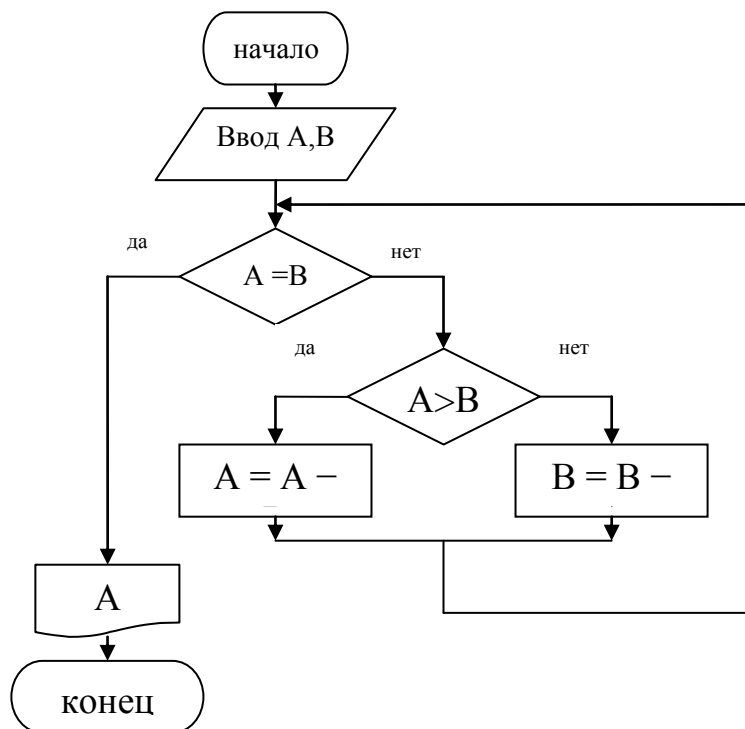 начало
Ввод А,В
да
нет
А =В
да
нет
А>В
А = А −
В = В −
А
конец